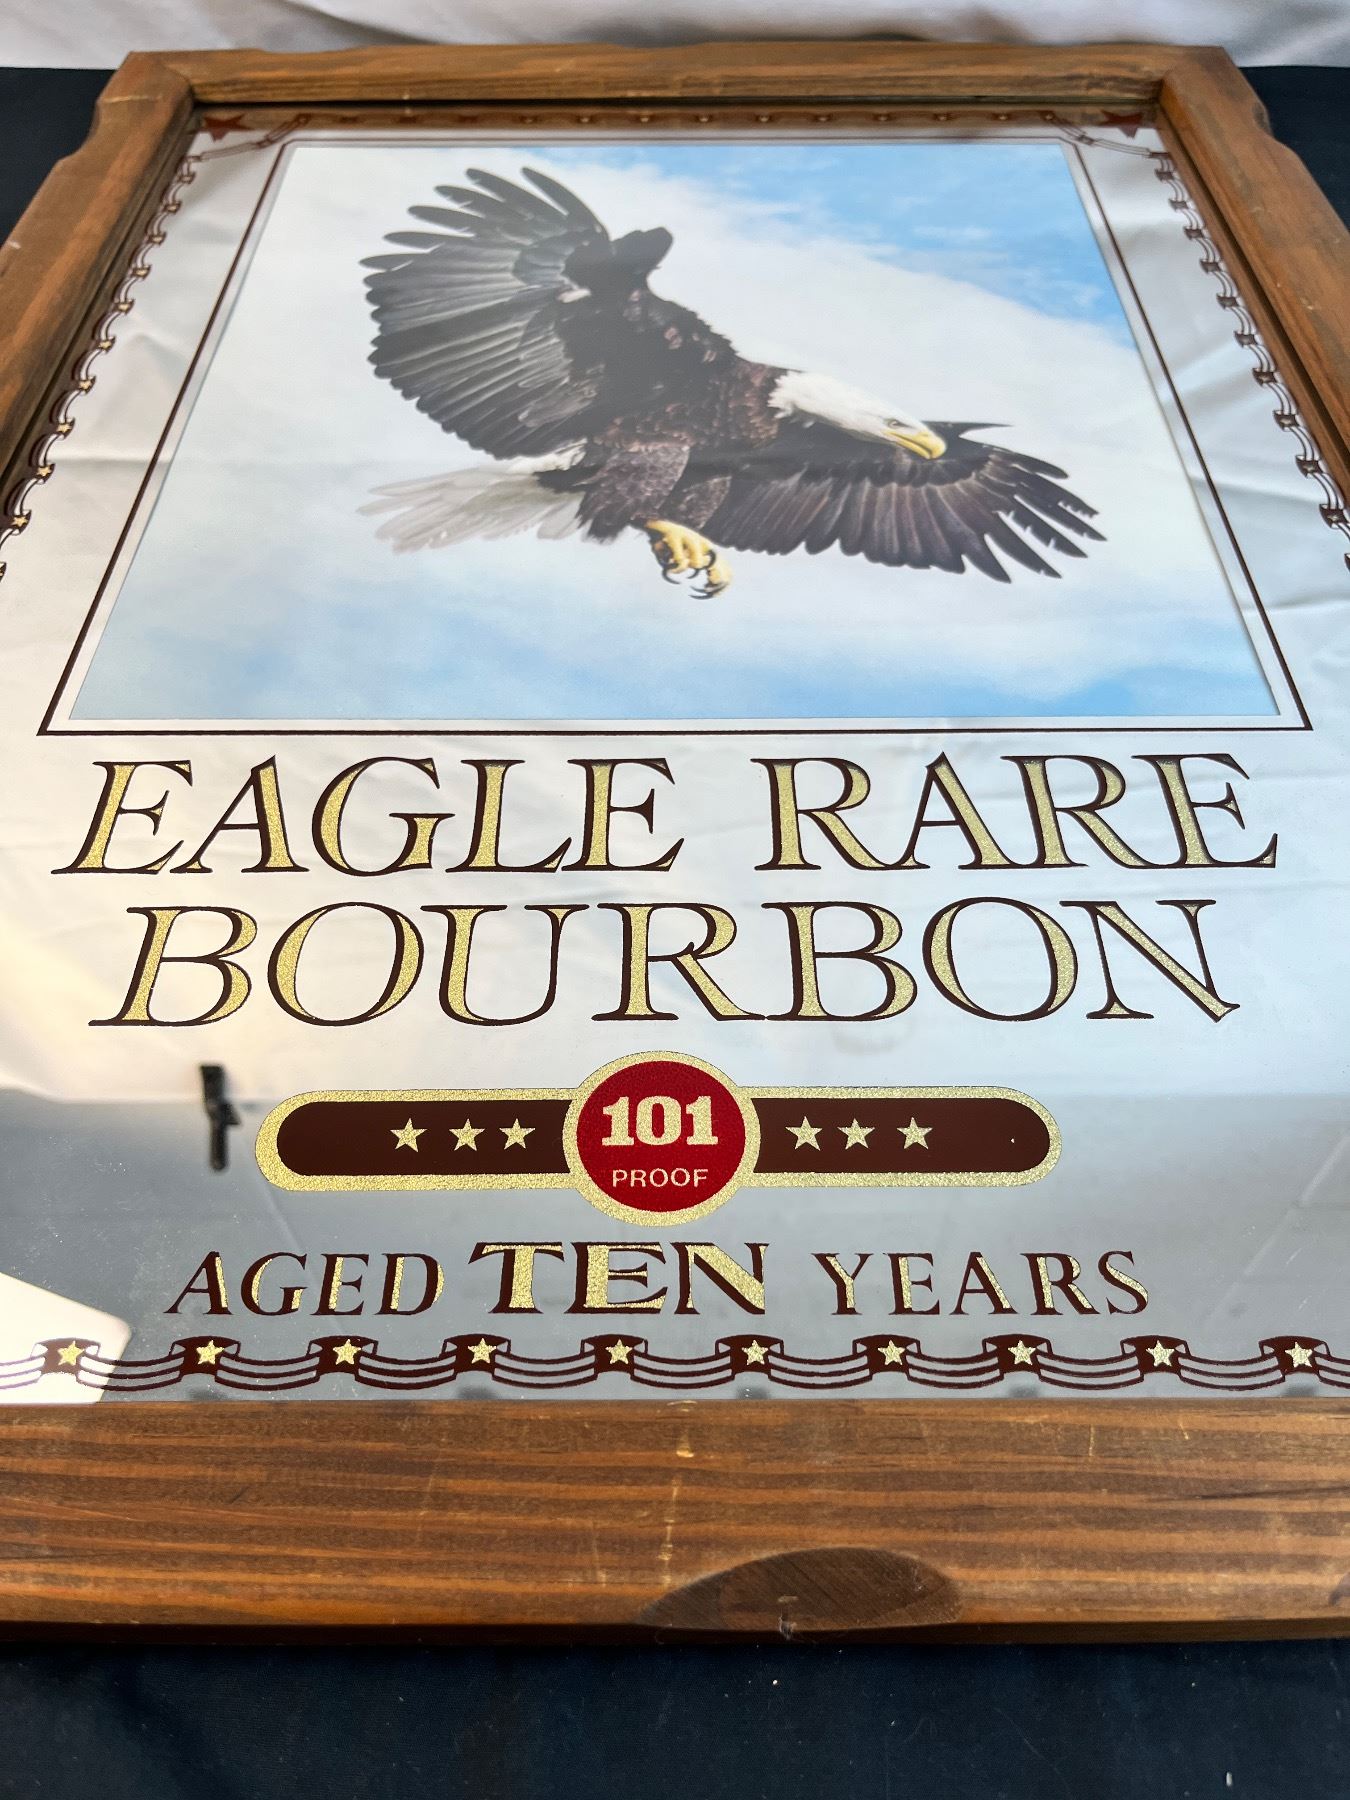 EAGLE RARE
BOURBON
101
PROOF
AGED TEN YEARS